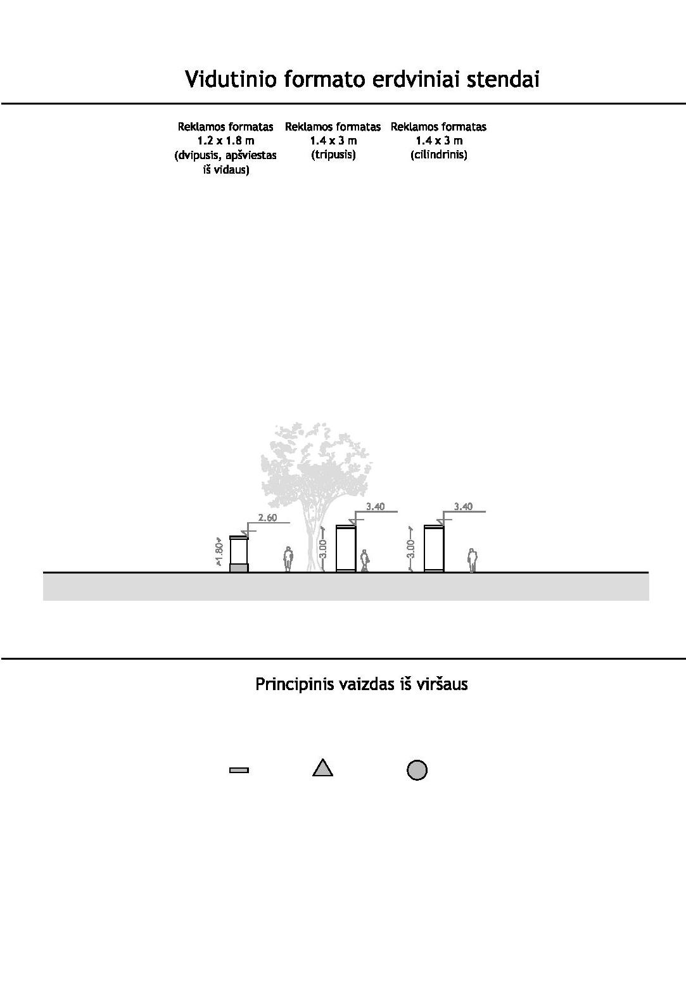 Vidutinio formato erdviniai stendai
Reklamos formatas
1.2 x 1.8 m
(dvipusis, apšviestas
iš vidaus)
Reklamos formatas
1.4 x 3 m
(tripusis)
Reklamos formatas
1.4 x 3 m
(cilindrinis)
2.60
1.80
3.40
3.00
3.40
3.00
Principinis vaizdas iš viršaus